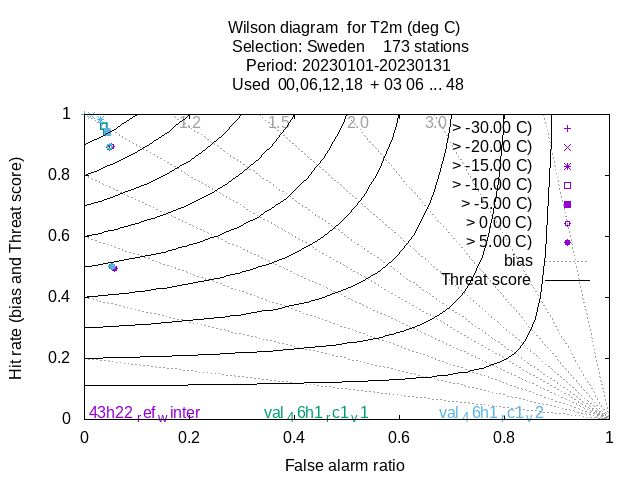 Wilson diagram for T2m (deg C)
Selection: Sweden 173 stations
Period: 20230101-20230131
Used 00,06,12,18 + 03 06 ... 48
Hit rate (bias and Threat score)
1
0.8
0.6
0.4
0.2
0
1.2
1.5
2.0
3.0
> -30.00 C)
> -20.00 C)
> -15.00 C)
> -10.00 C)
> -5.00 C)
> 0.00 C)
> 5.00 C)
bias
Threat score
43h22refwinter
val46h1rc1v1
val46h1rc1v2
0 0.2 0.4 0.6 0.8 1
False alarm ratio